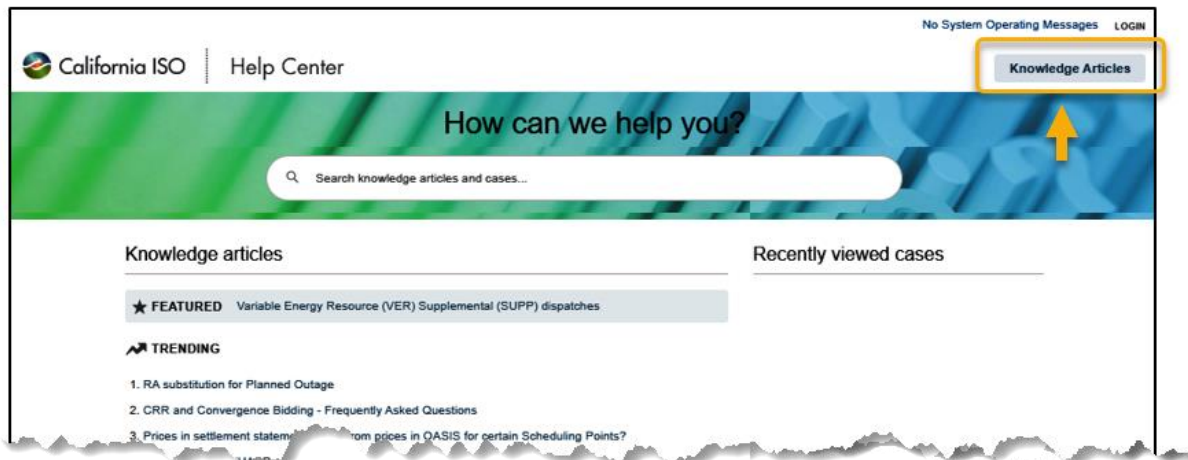 No System Operating Messages LOGIN
California ISO Help Center
Knowledge Articles
How can we help you?
Search knowledge articles and cases...
Knowledge articles
Recently viewed cases
FEATURED Variable Energy Resource (VER) Supplemental (SUPP) dispatches
TRENDING
1. RA substitution for Planned Outage
2. CRR and Convergence Bidding - Frequently Asked Questions
3. Prices in settlement from prices in OASIS for certain Scheduling Points?